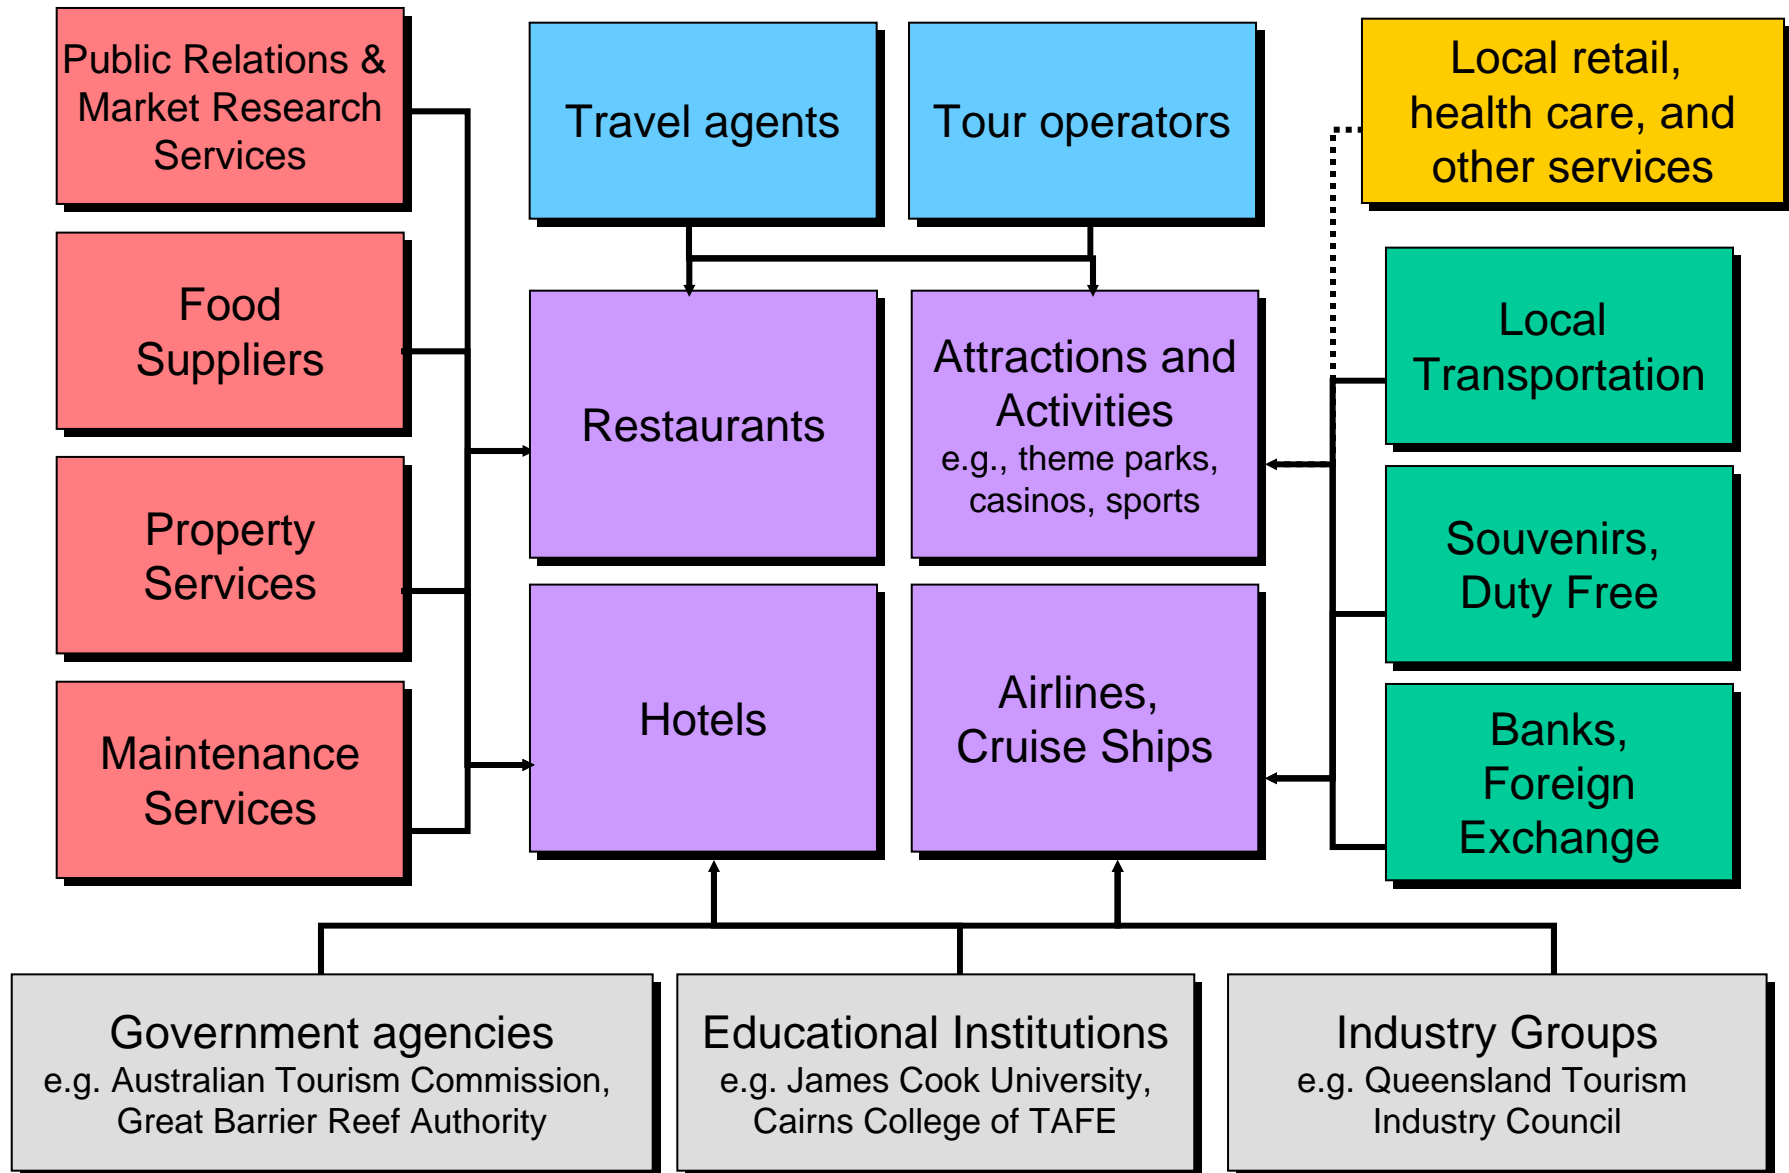 Public Relations &
Market Research
Services
Travel agents
Tour operators
Local retail,
health care, and
other services
Food
Suppliers
Restaurants
Attractions and
Activities
e.g., theme parks,
casinos, sports
Local
Transportation
Property
Services
Souvenirs,
Duty Free
Maintenance
Services
Hotels
Airlines,
Cruise Ships
Banks,
Foreign
Exchange
Government agencies
e.g. Australian Tourism Commission,
Great Barrier Reef Authority
Educational Institutions
e.g. James Cook University,
Cairns College of TAFE
Industry Groups
e.g. Queensland Tourism
Industry Council